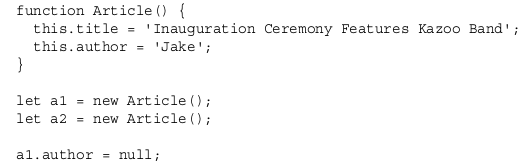 function Article() {
  this.title = 'Inauguration Ceremony Features Kazoo Band';
  this.author = 'Jake';
}

let a1 = new Article();
let a2 = new Article();

a1.author = null;